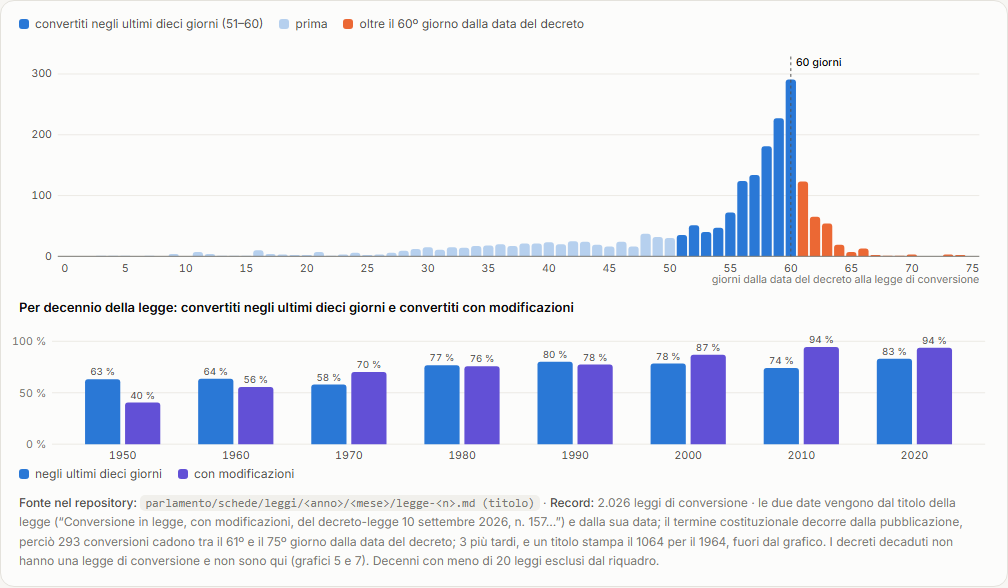 convertiti negli ultimi dieci giorni (51–60) prima oltre il 60º giorno dalla data del decreto
60 giorni
300
200
100
0
0 5 10 15 20 25 30 35 40 45 50 55 60 65 70 75
giorni dalla data del decreto alla legge di conversione
Per decennio della legge: convertiti negli ultimi dieci giorni e convertiti con modificazioni
100 %
50 %
0 %
63 % 40 % 64 % 56 % 58 % 70 % 77 % 76 % 80 % 78 % 78 % 87 % 74 % 94 % 83 % 94 %
1950 1960 1970 1980 1990 2000 2010 2020
negli ultimi dieci giorni con modificazioni
Fonte nel repository: parlamento/schede/leggi/<anno>/<mese>/legge-<n>.md (titolo) · Record: 2.026 leggi di conversione · le due date vengono dal titolo della
legge (“Conversione in legge, con modificazioni, del decreto-legge 10 settembre 2026, n. 157…”) e dalla sua data; il termine costituzionale decorre dalla pubblicazione,
perciò 293 conversioni cadono tra il 61º e il 75º giorno dalla data del decreto; 3 più tardi, e un titolo stampa il 1064 per il 1964, fuori dal grafico. I decreti decaduti non
hanno una legge di conversione e non sono qui (grafici 5 e 7). Decenni con meno di 20 leggi esclusi dal riquadro.